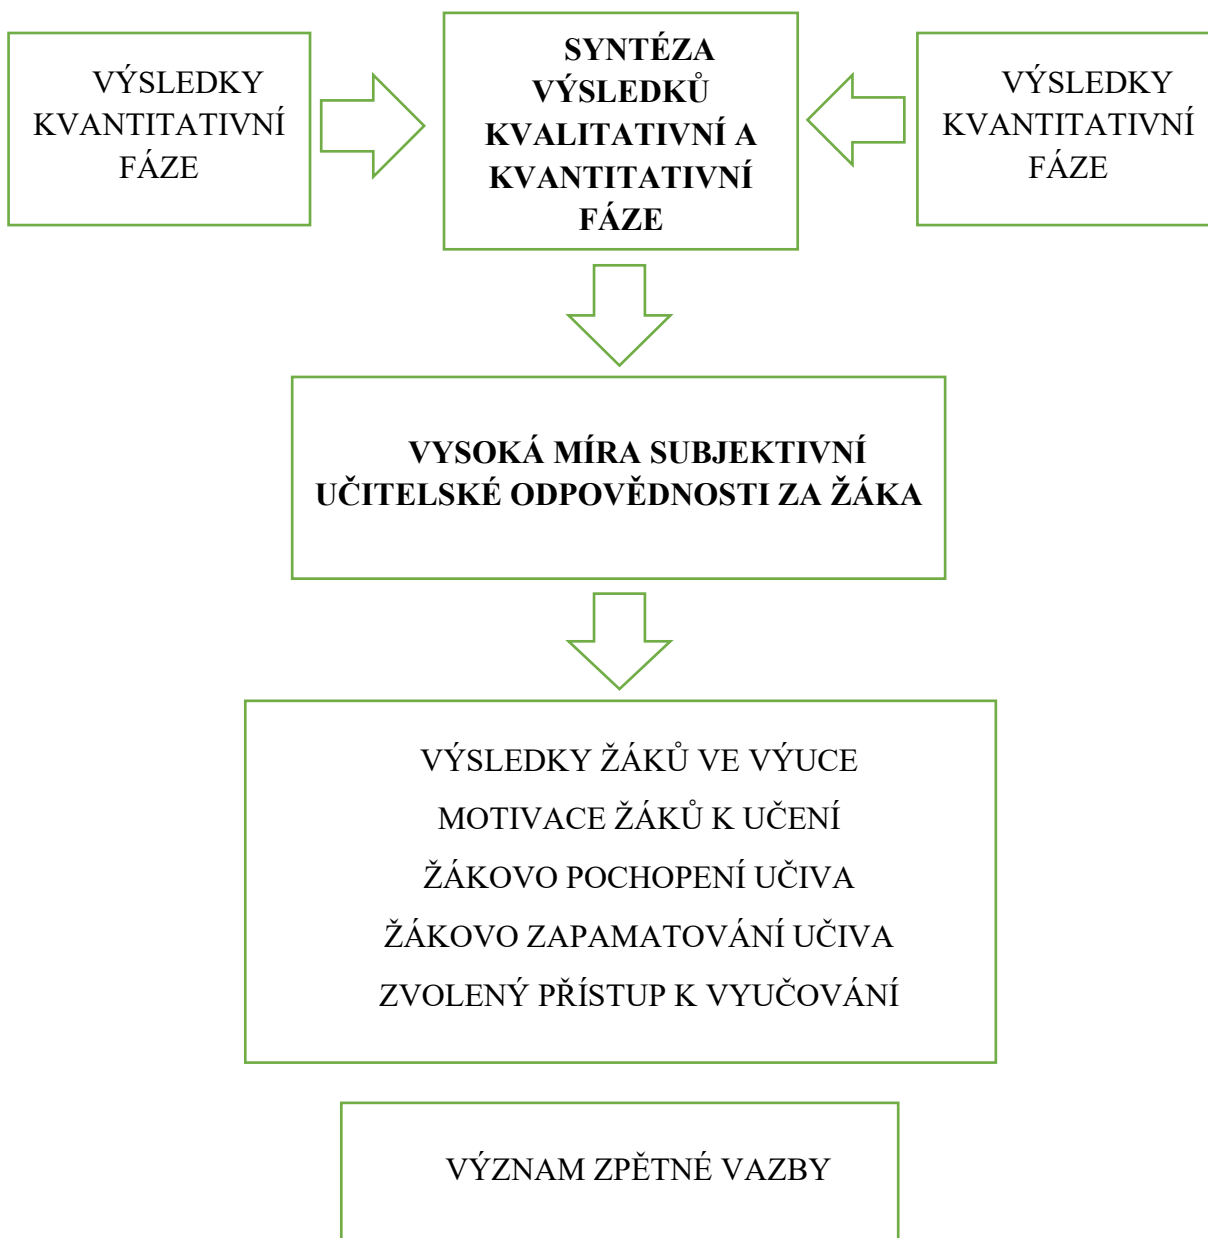 VÝSLEDKY
KVANTITATIVNÍ
FÁZE
SYNTÉZA
VÝSLEDKŮ
KVALITATIVNÍ A
KVANTITATIVNÍ
FÁZE
VÝSLEDKY
KVANTITATIVNÍ
FÁZE
VYSOKÁ MÍRA SUBJEKTIVNÍ
UČITELSKÉ ODPOVĚDNOSTI ZA ŽÁKA
VÝSLEDKY ŽÁKŮ VE VÝUCE
MOTIVACE ŽÁKŮ K UČENÍ
ŽÁKOVO POCHOPENÍ UČIVA
ŽÁKOVO ZAPAMATOVÁNÍ UČIVA
ZVOLENÝ PŘÍSTUP K VYUČOVÁNÍ
VÝZNAM ZPĚTNÉ VAZBY